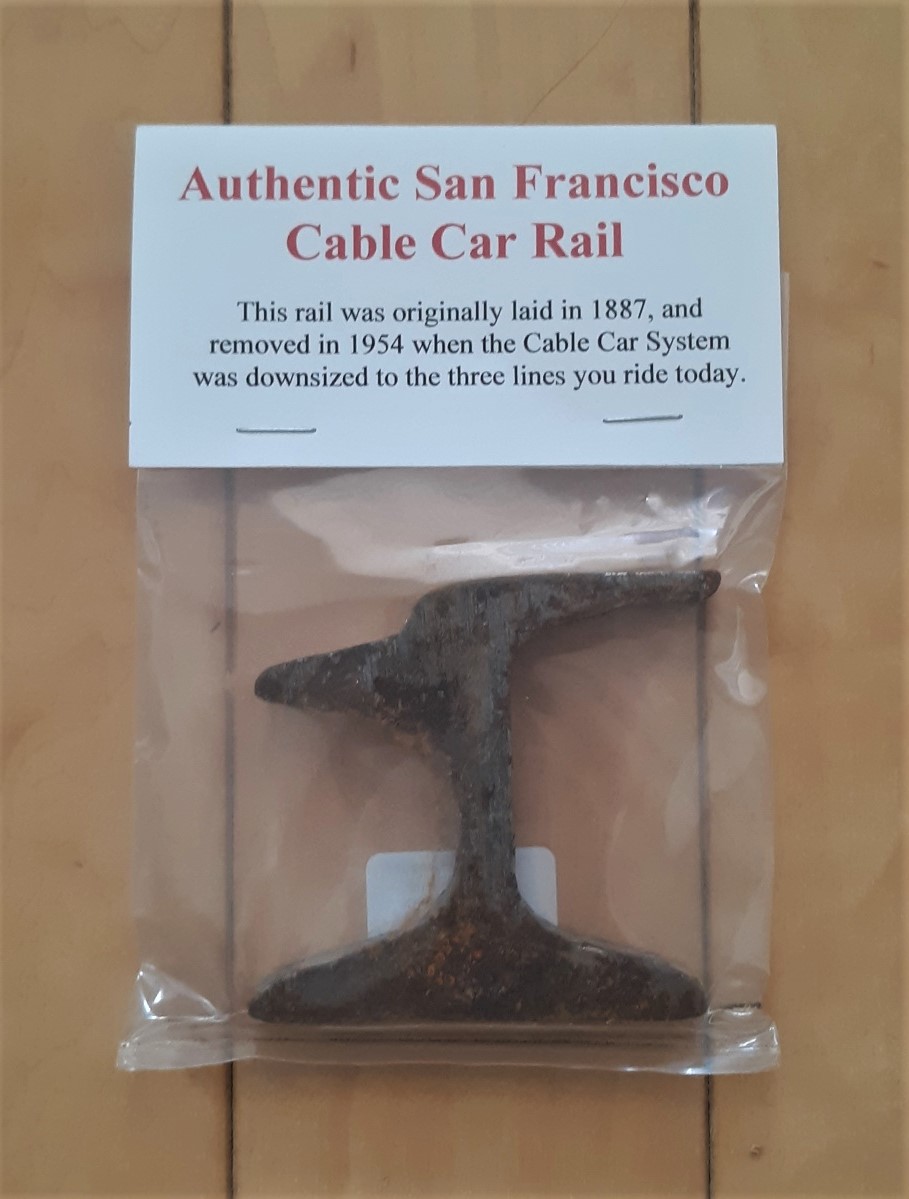 Authentic San Francisco
Cable Car Rail
This rail was originally laid in 1887, and
removed in 1954 when the Cable Car System
was downsized to the three lines you ride today.